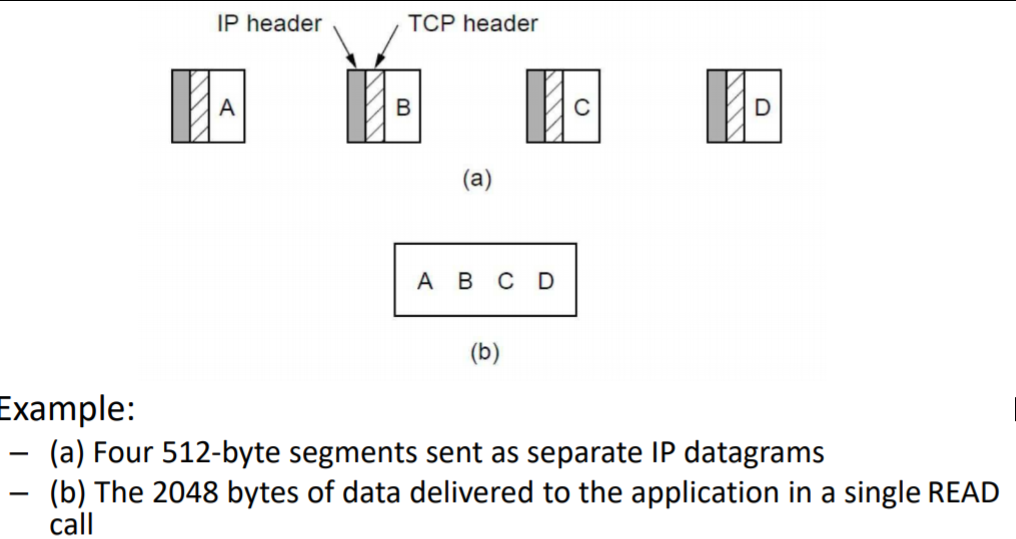 IP header TCP header
A B C D
(a)
A B C D
(b)
Example:
– (a) Four 512-byte segments sent as separate IP datagrams
– (b) The 2048 bytes of data delivered to the application in a single READ
call